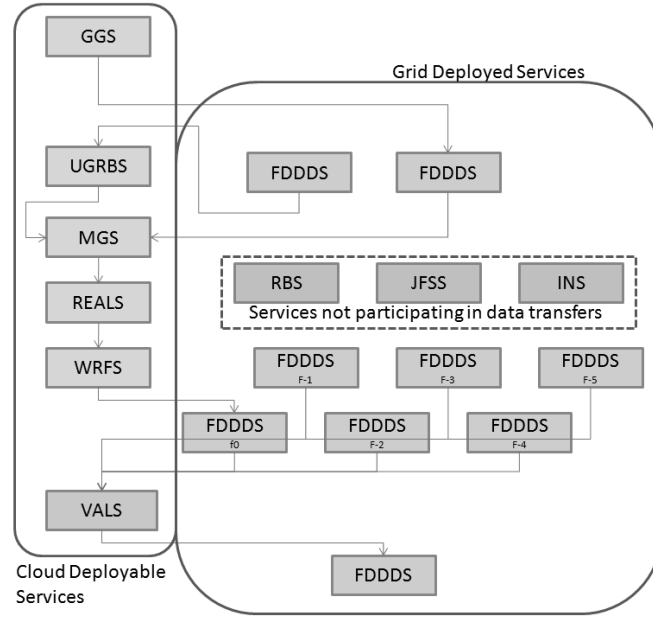 GGS
Grid Deployed Services
UGRBS
FDDDS
FDDDS
MGS
RBS
JFSS
INS
Services not participating in data transfers
REALS
WRFS
FDDDS
F-1
FDDDS
F-3
FDDDS
F-5
FDDDS
f0
FDDDS
F-2
FDDDS
F-4
VALS
Cloud Deployable
Services
FDDDS